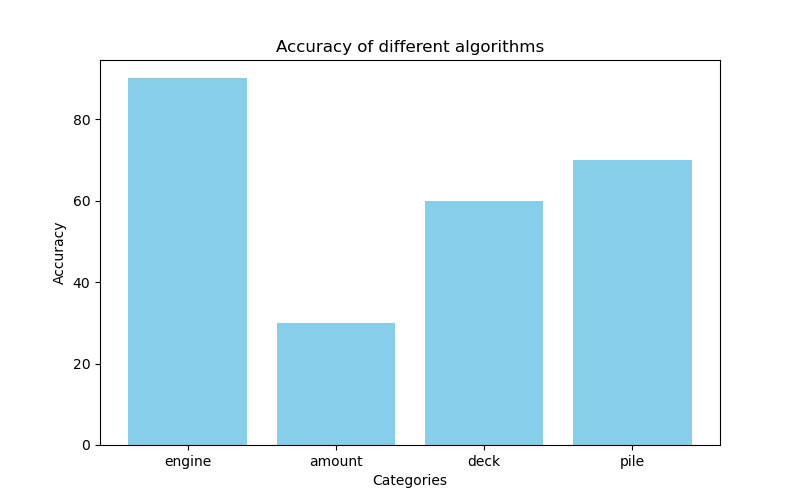 Accuracy of different algorithms
80
60
40
20
0
Accuracy
engine amount deck pile
Categories